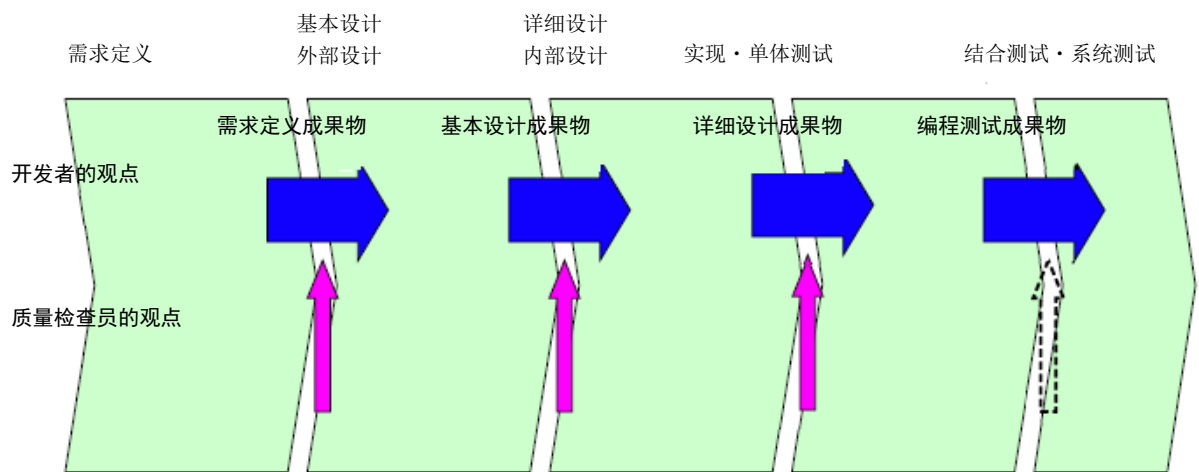 需求定义
基本设计
外部设计
详细设计
内部设计
实现・单体测试
结合测试・系统测试
需求定义成果物
基本设计成果物
详细设计成果物
编程测试成果物
开发者的观点
质量检查员的观点